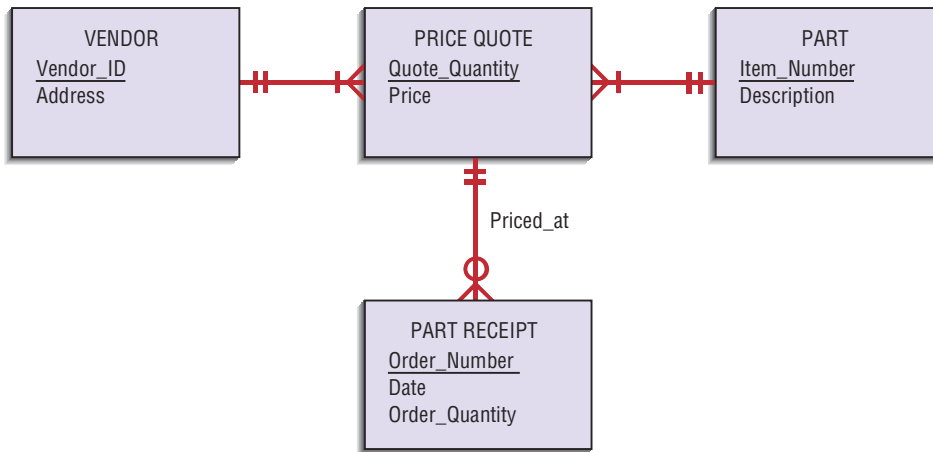 VENDOR
Vendor_ID
Address
PRICE QUOTE
Quote_Quantity
Price
PART
Item_Number
Description
Priced_at
PART RECEIPT
Order_Number
Date
Order_Quantity